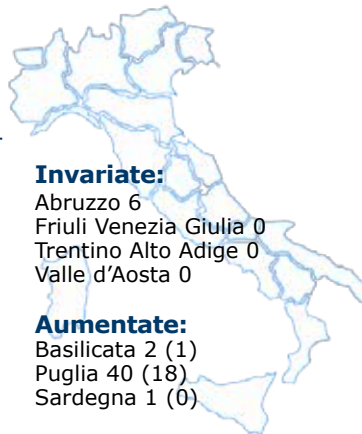 Invariate:
Abruzzo 6
Friuli Venezia Giulia 0
Trentino Alto Adige 0
Valle d'Aosta 0
Aumentate:
Basilicata 2 (1)
Puglia 40 (18)
Sardegna 1 (0)